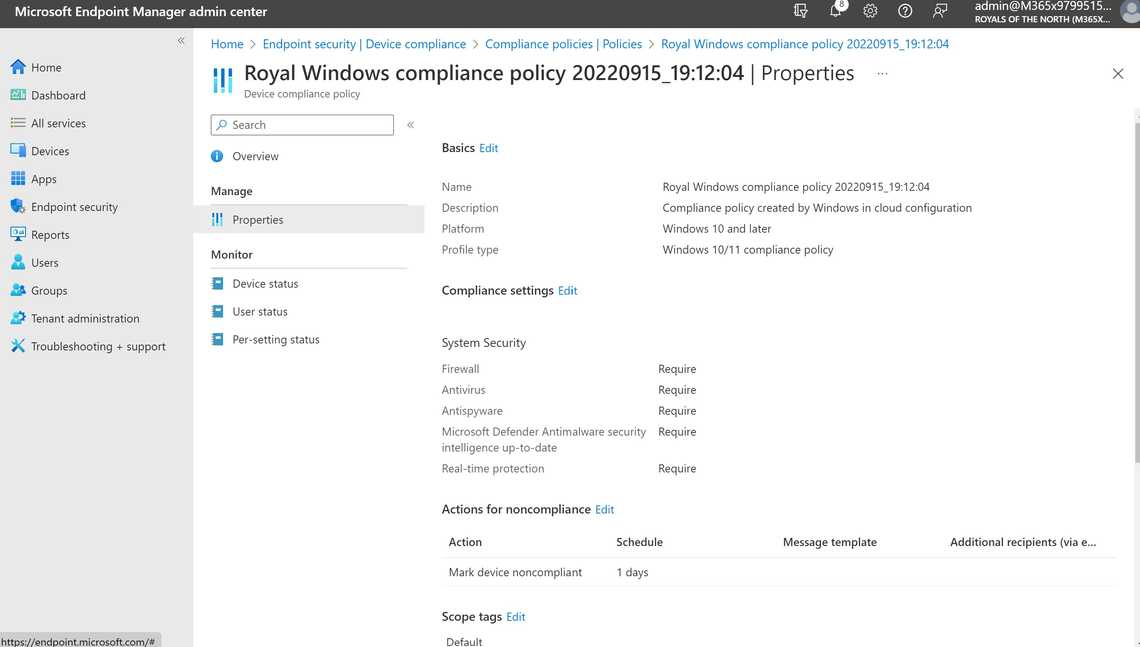 Microsoft Endpoint Manager admin center
8
admin@M365x9799515...
ROYALS OF THE NORTH (M365X...
Home > Endpoint security | Device compliance > Compliance policies | Policies > Royal Windows compliance policy 20220915_19:12:04
Royal Windows compliance policy 20220915_19:12:04 | Properties ...
Device compliance policy
Home
Dashboard
All services
Devices
Apps
Endpoint security
Reports
Users
Groups
Tenant administration
Troubleshooting + support
https://endpoint.microsoft.com/#
Search
Overview
Manage
Properties
Monitor
Device status
User status
Per-setting status
Basics Edit
Name Royal Windows compliance policy 20220915_19:12:04
Description Compliance policy created by Windows in cloud configuration
Platform Windows 10 and later
Profile type Windows 10/11 compliance policy
Compliance settings Edit
System Security
Firewall Require
Antivirus Require
Antispyware Require
Microsoft Defender Antimalware security Require
intelligence up-to-date
Real-time protection Require
Actions for noncompliance Edit
Action Schedule Message template Additional recipients (via e...
Mark device noncompliant 1 days
Scope tags Edit
Default